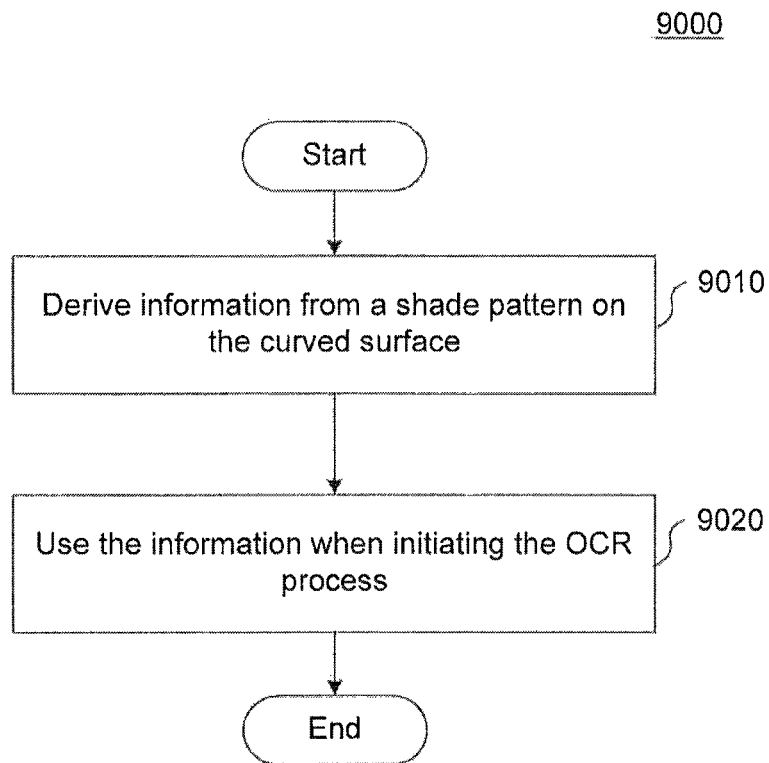 9000
Start
Derive information from a shade pattern on
the curved surface
9010
Use the information when initiating the OCR
process
9020
End